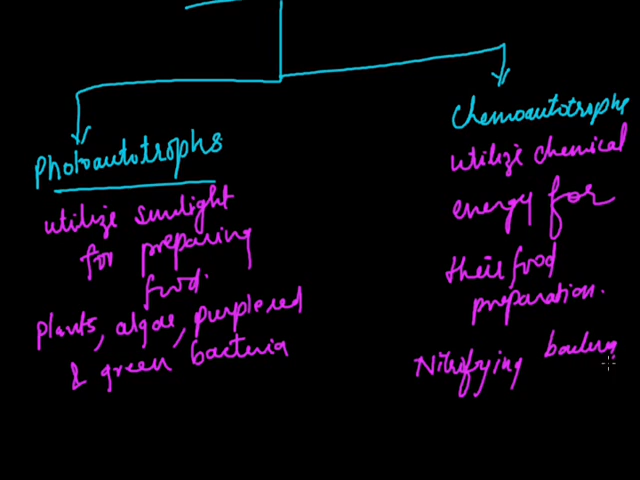 Photoautotrophs
utilize sunlight
for preparing
food.
plants, algae, purple red
& green bacteria
Chemoautotrophs
utilize chemical
energy for
their food
preparation.
Nitrifying bacteria